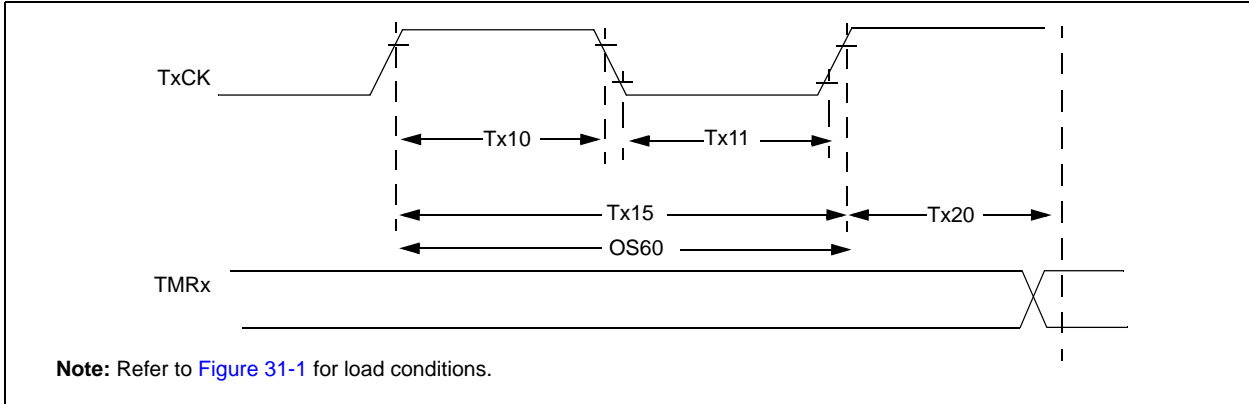 TxCK
Tx10
Tx11
Tx15
Tx20
OS60
TMRx
Note: Refer to Figure 31-1 for load conditions.